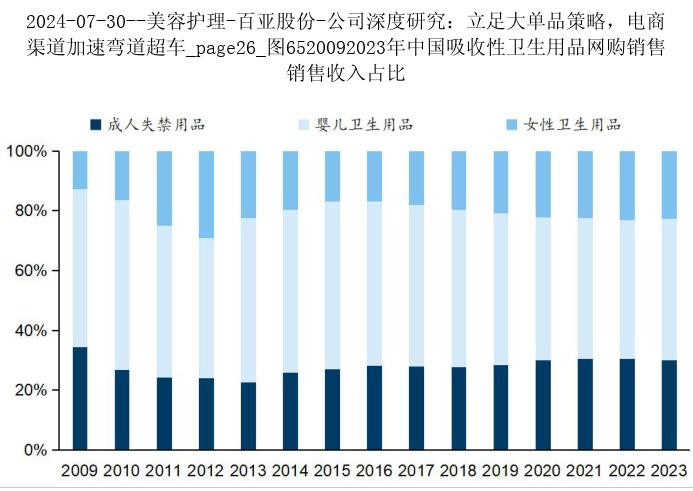 2024-07-30--美容护理-百亚股份-公司深度研究：立足大单品策略，电商
渠道加速弯道超车_page26_图6520092023年中国吸收性卫生用品网购销售
销售收入占比
成人失禁用品 婴儿卫生用品 女性卫生用品
100%
80%
60%
40%
20%
0%
2009 2010 2011 2012 2013 2014 2015 2016 2017 2018 2019 2020 2021 2022 2023